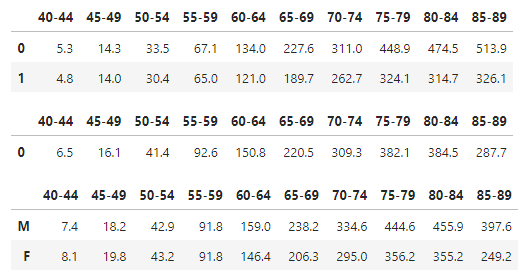 40-44 45-49 50-54 55-59 60-64 65-69 70-74 75-79 80-84 85-89
0 5.3 14.3 33.5 67.1 134.0 227.6 311.0 448.9 474.5 513.9
1 4.8 14.0 30.4 65.0 121.0 189.7 262.7 324.1 314.7 326.1
40-44 45-49 50-54 55-59 60-64 65-69 70-74 75-79 80-84 85-89
0 6.5 16.1 41.4 92.6 150.8 220.5 309.3 382.1 384.5 287.7
40-44 45-49 50-54 55-59 60-64 65-69 70-74 75-79 80-84 85-89
M 7.4 18.2 42.9 91.8 159.0 238.2 334.6 444.6 455.9 397.6
F 8.1 19.8 43.2 91.8 146.4 206.3 295.0 356.2 355.2 249.2